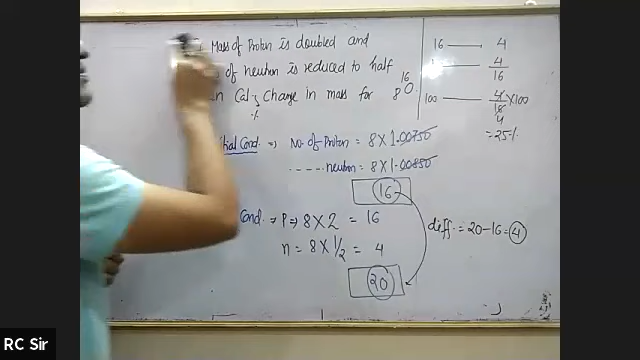 Mass of Proton is doubled and
of neutron is reduced to half
Cal. % Change in mass for 8 O 16
Cond. ⇒ No. of Proton = 8 X 1.00750
----- neutron = 8 X 1.00850
16
Cond. ⇒ P ⇒ 8 X 2 = 16
n = 8 X 1/2 = 4
20
diff. = 20 - 16 = 4
16 —— 4
—— 4/16
100 —— 4/16 X 100
4
= 25%
RC Sir